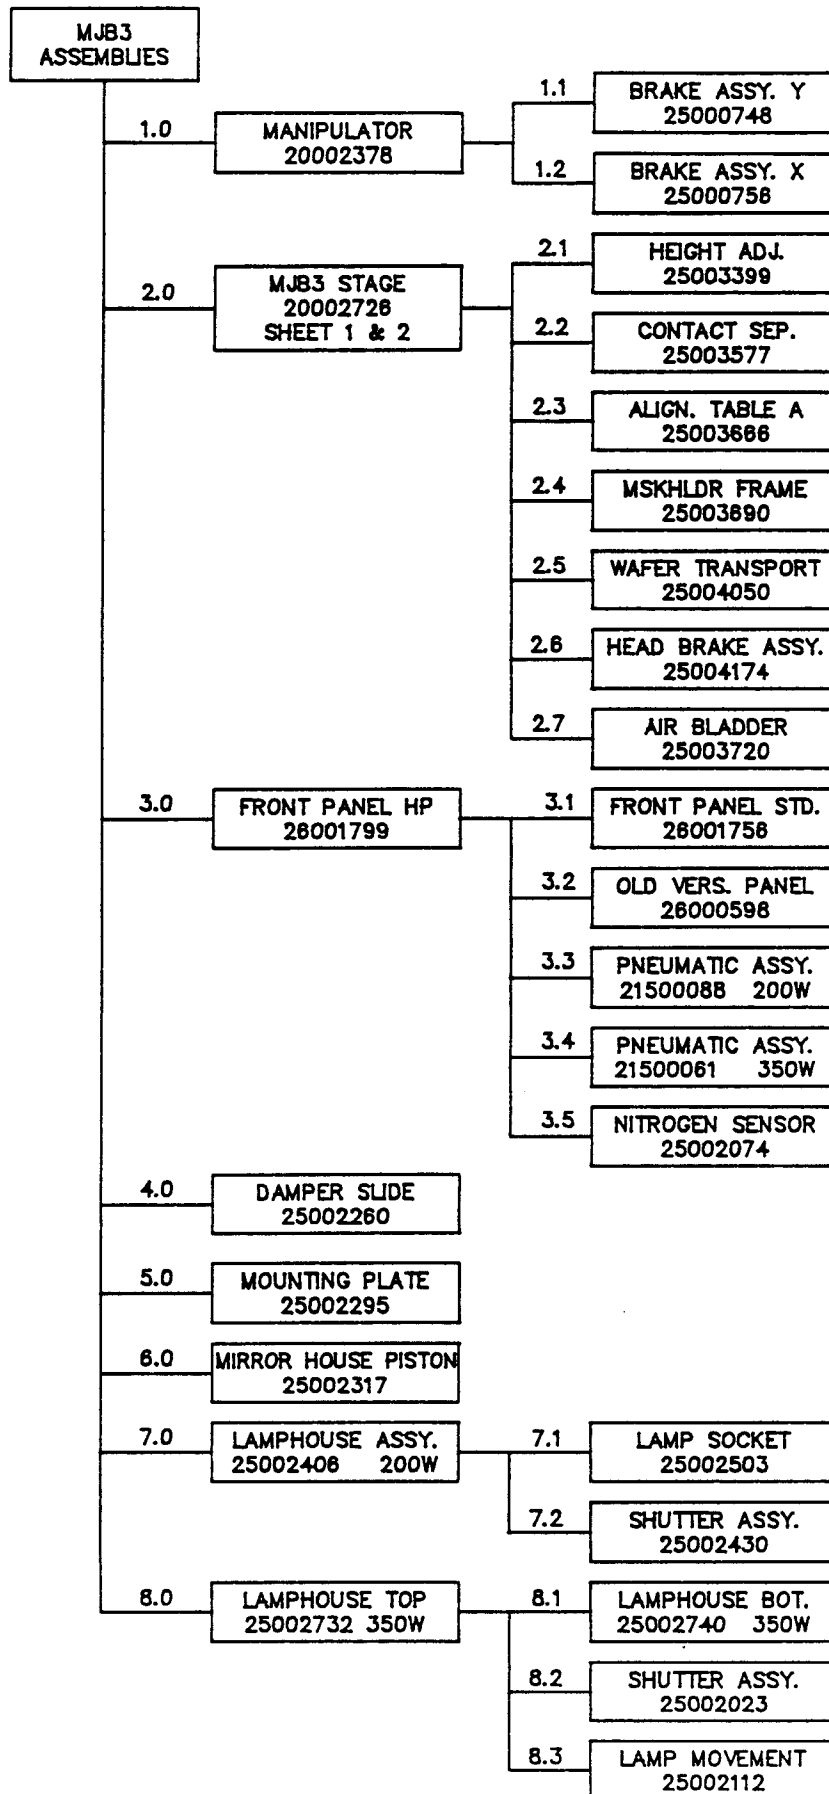 MJB3
ASSEMBLIES
1.0
MANIPULATOR
20002378
1.1
BRAKE ASSY. Y
25000748
1.2
BRAKE ASSY. X
25000756
2.0
MJB3 STAGE
20002726
SHEET 1 & 2
2.1
HEIGHT ADJ.
25003399
2.2
CONTACT SEP.
25003577
2.3
ALIGN. TABLE A
25003666
2.4
MSKHLDR FRAME
25003690
2.5
WAFER TRANSPORT
25004050
2.6
HEAD BRAKE ASSY.
25004174
2.7
AIR BLADDER
25003720
3.0
FRONT PANEL HP
26001799
3.1
FRONT PANEL STD.
26001756
3.2
OLD VERS. PANEL
26000598
3.3
PNEUMATIC ASSY.
21500088 200W
3.4
PNEUMATIC ASSY.
21500061 350W
3.5
NITROGEN SENSOR
25002074
4.0
DAMPER SLIDE
25002260
5.0
MOUNTING PLATE
25002295
6.0
MIRROR HOUSE PISTON
25002317
7.0
LAMPHOUSE ASSY.
25002406 200W
7.1
LAMP SOCKET
25002503
7.2
SHUTTER ASSY.
25002430
8.0
LAMPHOUSE TOP
25002732 350W
8.1
LAMPHOUSE BOT.
25002740 350W
8.2
SHUTTER ASSY.
25002023
8.3
LAMP MOVEMENT
25002112